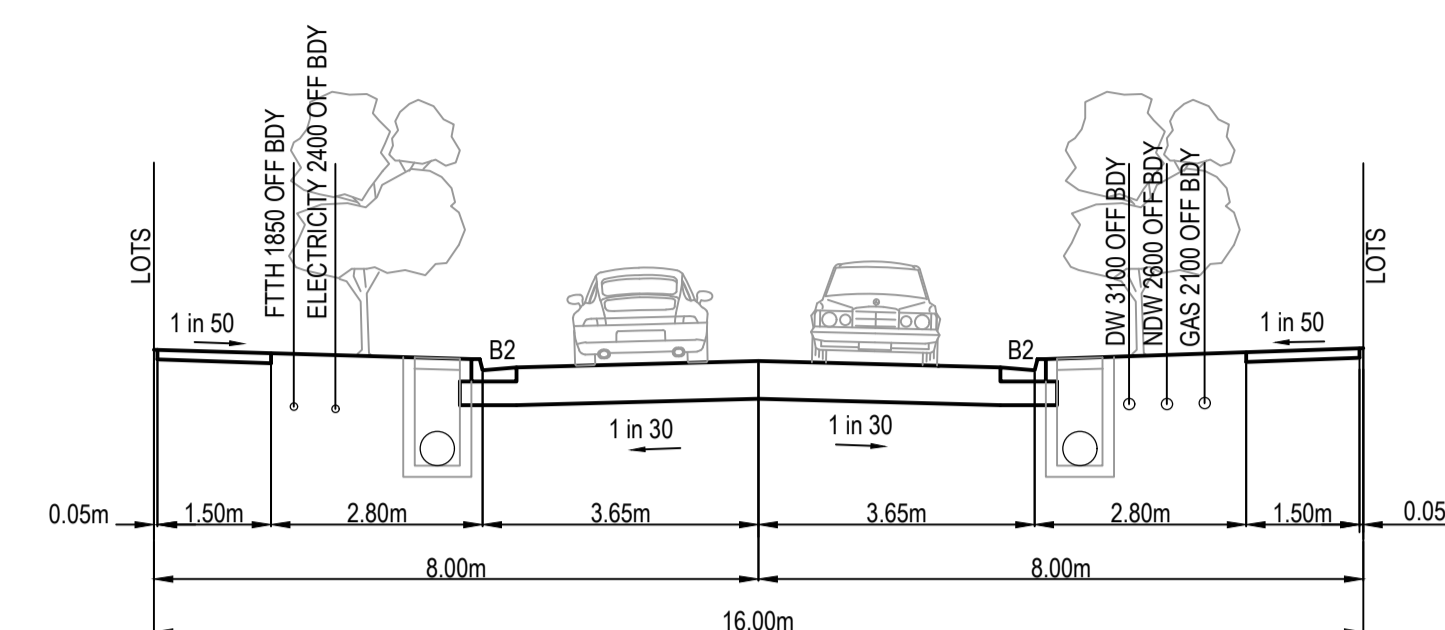 FTTH 1850 OFF BDY
ELECTRICITY 2400 OFF BDY
DW 3100 OFF BDY
NDW 2600 OFF BDY
GAS 2100 OFF BDY
LOTS
LOTS
1 in 50
1 in 50
B2
B2
1 in 30
1 in 30
0.05m
1.50m
2.80m
3.65m
3.65m
2.80m
1.50m
0.05
8.00m
8.00m
16.00m